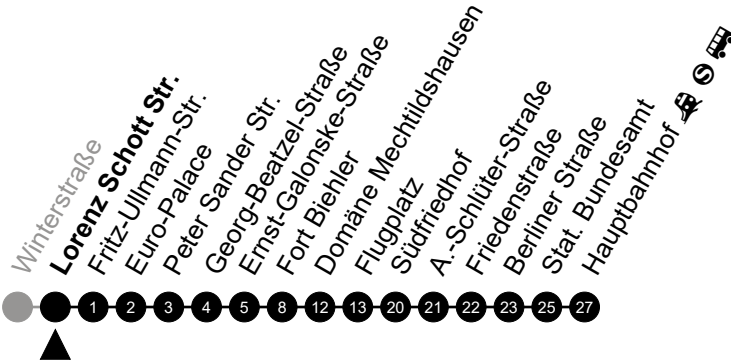 Winterstraße
Lorenz Schott Str.
Fritz-Ullmann-Str.
Euro-Palace
Peter Sander Str.
Georg-Beatzel-Straße
Ernst-Galonske-Straße
Fort Biehler
Domäne Mechtildshausen
Flugplatz
Südfriedhof
A.-Schlüter-Straße
Friedenstraße
Berliner Straße
Stat. Bundesamt
Hauptbahnhof S
1 2 3 4 5 8 12 13 20 21 22 23 25 27